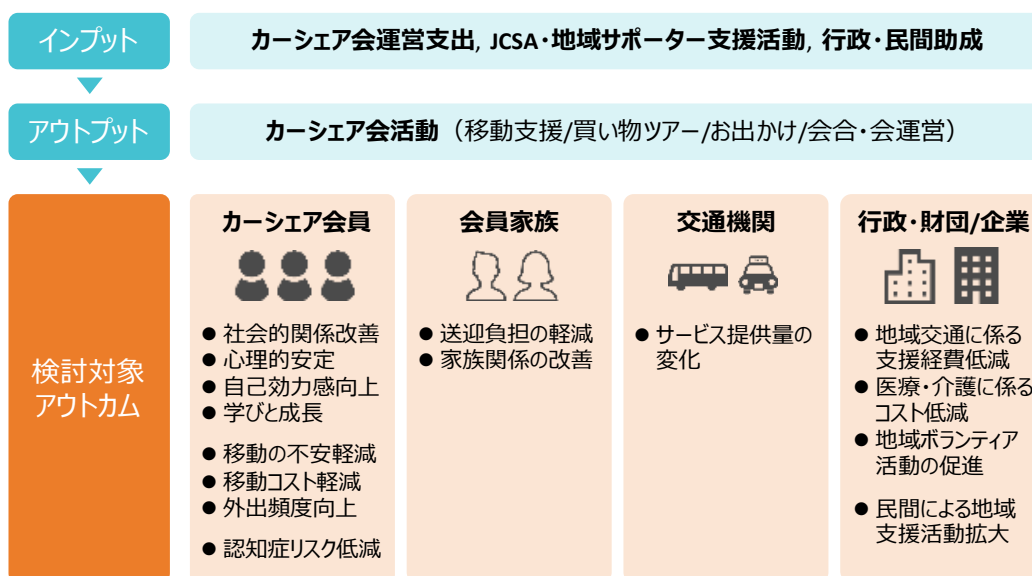 インプット
カーシェア会運営支出, JCSA・地域サポーター支援活動, 行政・民間助成
アウトプット
カーシェア会活動（移動支援/買い物ツアー/お出かけ/会合・会運営）
検討対象
アウトカム
カーシェア会員
● 社会的関係改善
● 心理的安定
● 自己効力感向上
● 学びと成長
● 移動の不安軽減
● 移動コスト軽減
● 外出頻度向上
● 認知症リスク低減
会員家族
● 送迎負担の軽減
● 家族関係の改善
交通機関
● サービス提供量の
変化
行政・財団/企業
● 地域交通に係る
支援経費低減
● 医療・介護に係る
コスト低減
● 地域ボランティア
活動の促進
● 民間による地域
支援活動拡大